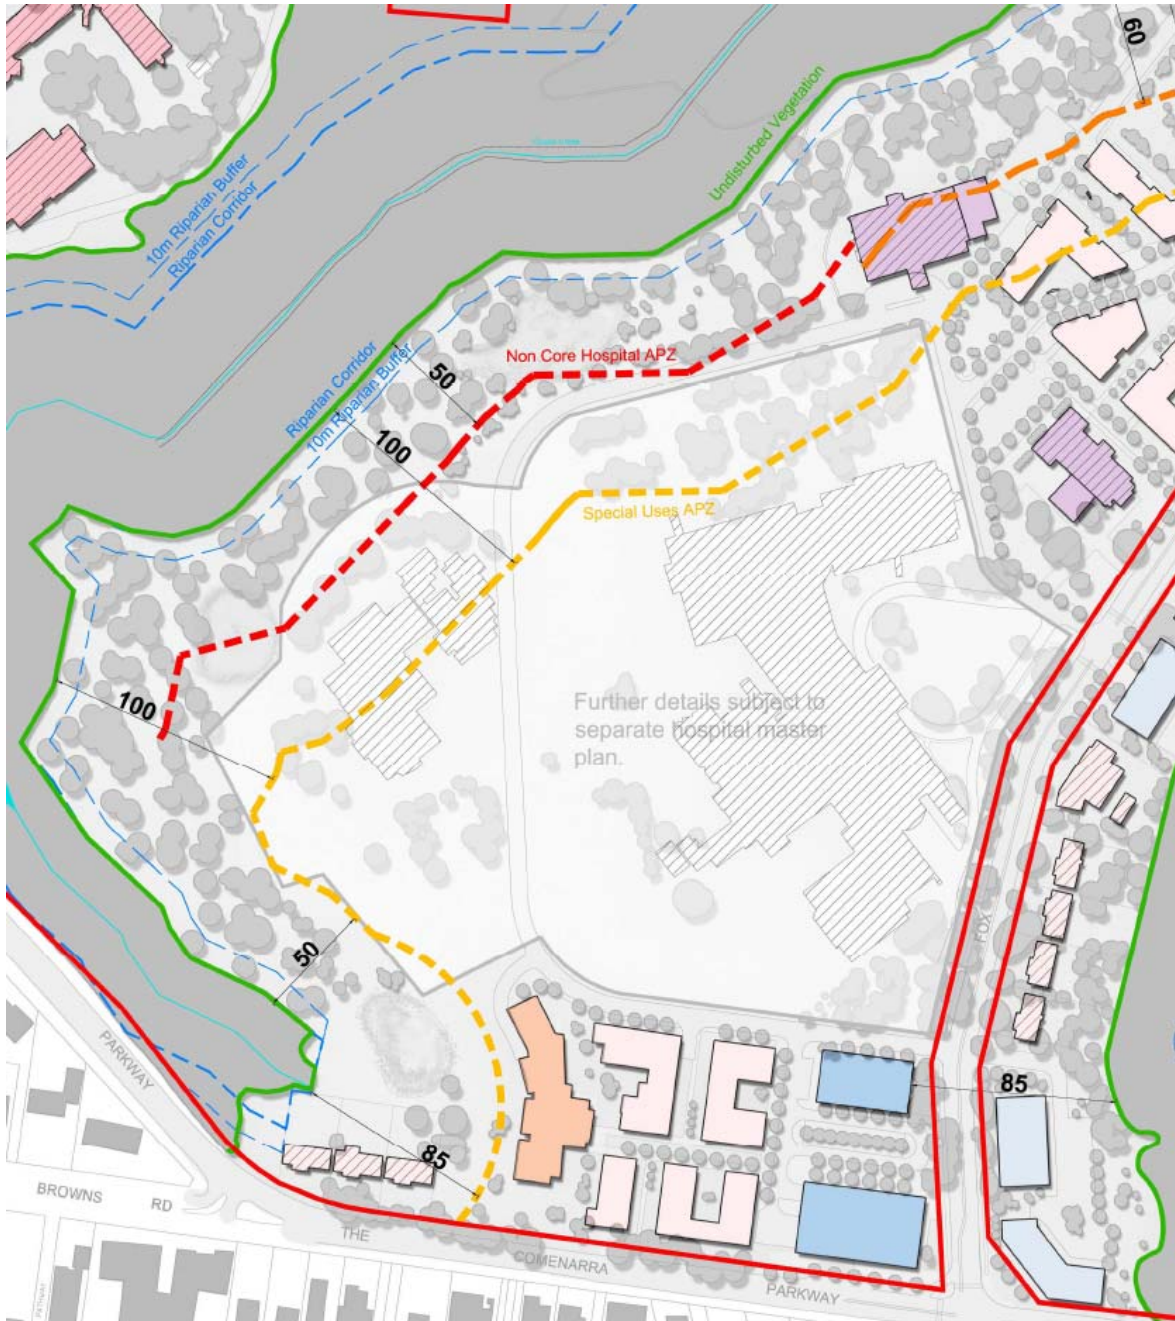 60
Undisturbed Vegetation
10m Riparian Buffer
Riparian Corridor
Non Core Hospital APZ
Riparian Corridor
10m Riparian Buffer
50
100
Special Uses APZ
100
Further details subject to
separate hospital master
plan.
50
FOX
PARKWAY
85
85
BROWNS RD
THE
COMENARRA
PARKWAY